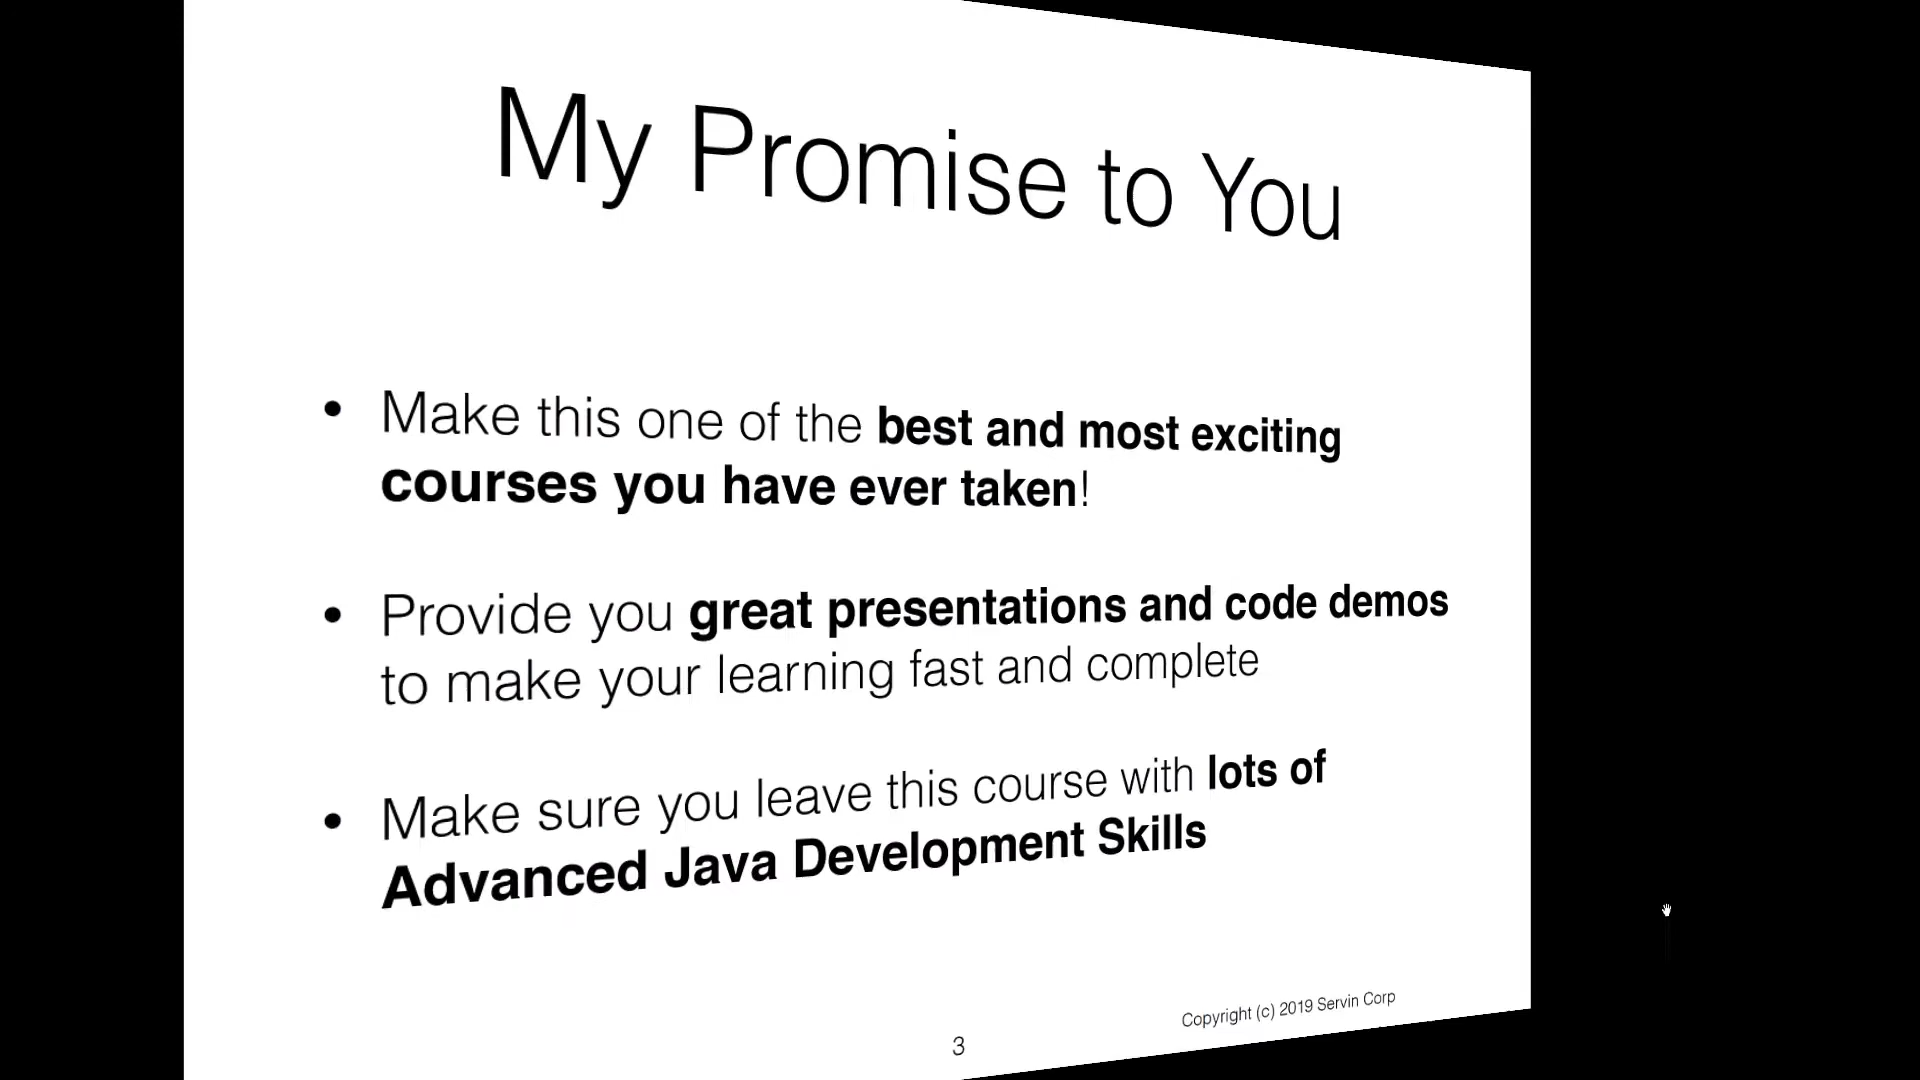 My Promise to You
• Make this one of the best and most exciting
courses you have ever taken!
• Provide you great presentations and code demos
to make your learning fast and complete
• Make sure you leave this course with lots of
Advanced Java Development Skills
Copyright (c) 2019 Servin Corp
3